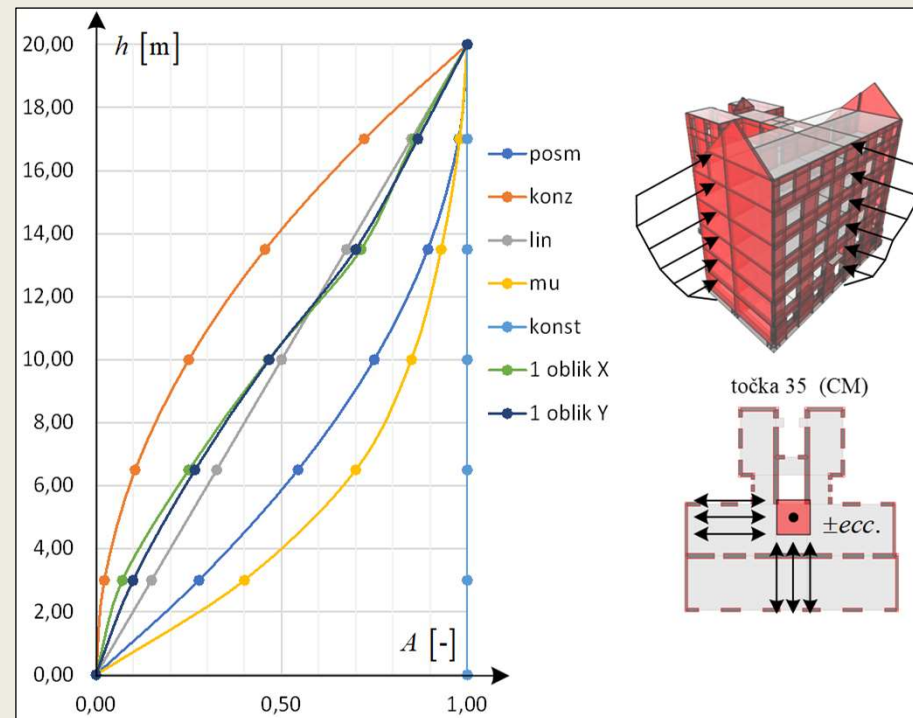 h [m]
20,00
18,00
16,00
14,00
12,00
10,00
8,00
6,00
4,00
2,00
0,00
A [-]
0,00
0,50
1,00
posm
konz
lin
mu
konst
1 oblik X
1 oblik Y
točka 35 (CM)
±ecc.